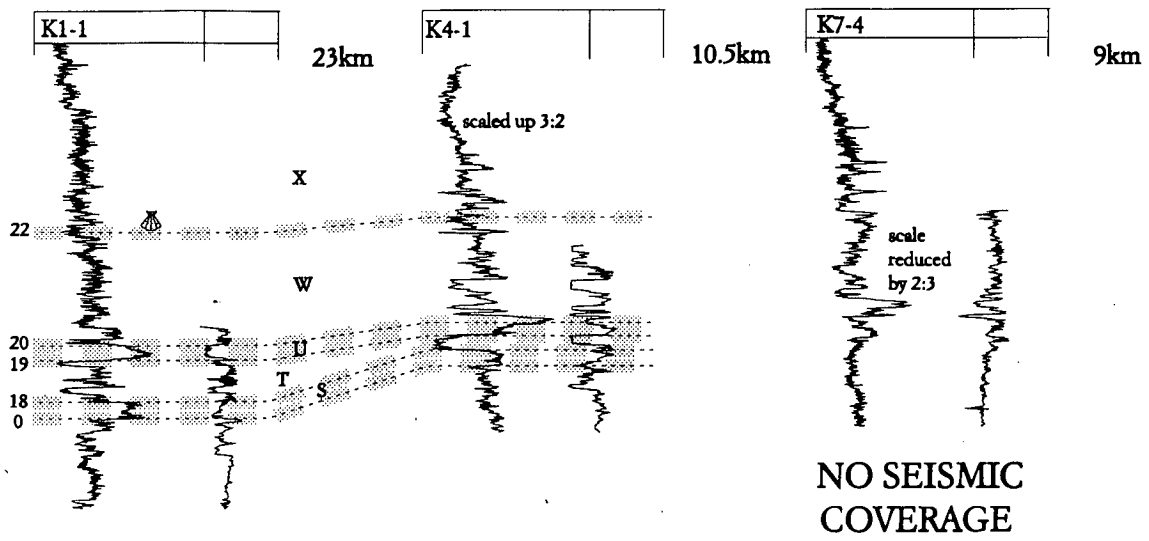 K1-1
23km
K4-1
10.5km
K7-4
9km
scaled up 3:2
X
22
scale
reduced
by 2:3
W
20
U
19
T
S
18
0
NO SEISMIC
COVERAGE